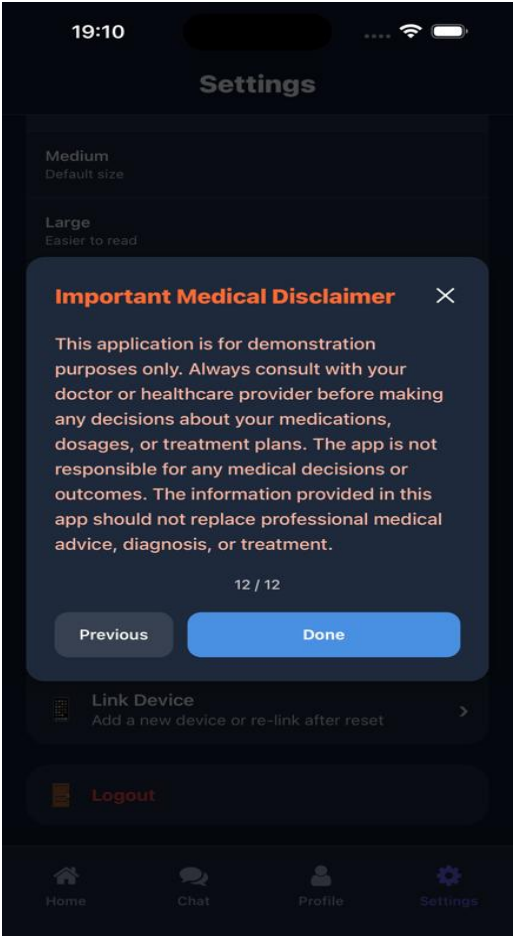 19:10
Settings
Medium
Default size
Large
Easier to read
Important Medical Disclaimer
This application is for demonstration
purposes only. Always consult with your
doctor or healthcare provider before making
any decisions about your medications,
dosages, or treatment plans. The app is not
responsible for any medical decisions or
outcomes. The information provided in this
app should not replace professional medical
advice, diagnosis, or treatment.
12 / 12
Previous
Done
Link Device
Add a new device or re-link after reset
Logout
Home
Chat
Profile
Settings